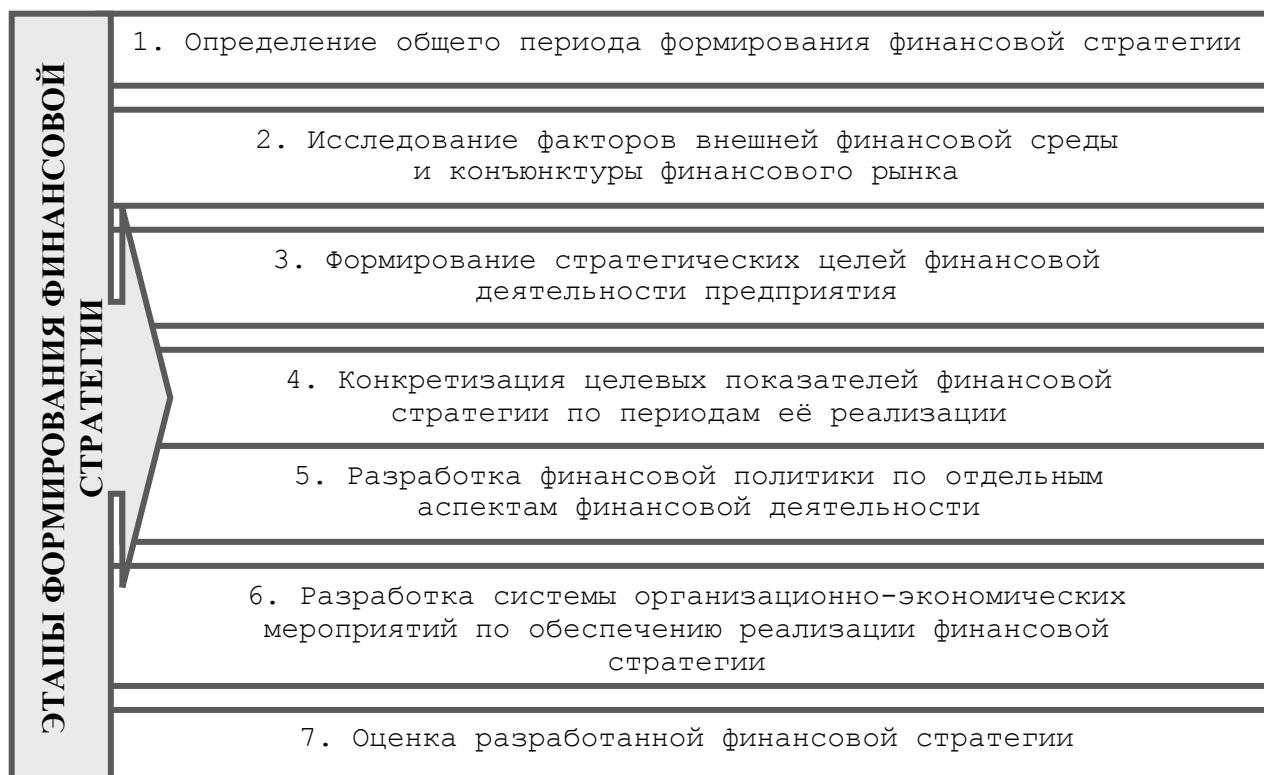 ЭТАПЫ ФОРМИРОВАНИЯ ФИНАНСОВОЙ
СТРАТЕГИИ
1. Определение общего периода формирования финансовой стратегии
2. Исследование факторов внешней финансовой среды
и конъюнктуры финансового рынка
3. Формирование стратегических целей финансовой
деятельности предприятия
4. Конкретизация целевых показателей финансовой
стратегии по периодам её реализации
5. Разработка финансовой политики по отдельным
аспектам финансовой деятельности
6. Разработка системы организационно-экономических
мероприятий по обеспечению реализации финансовой
стратегии
7. Оценка разработанной финансовой стратегии